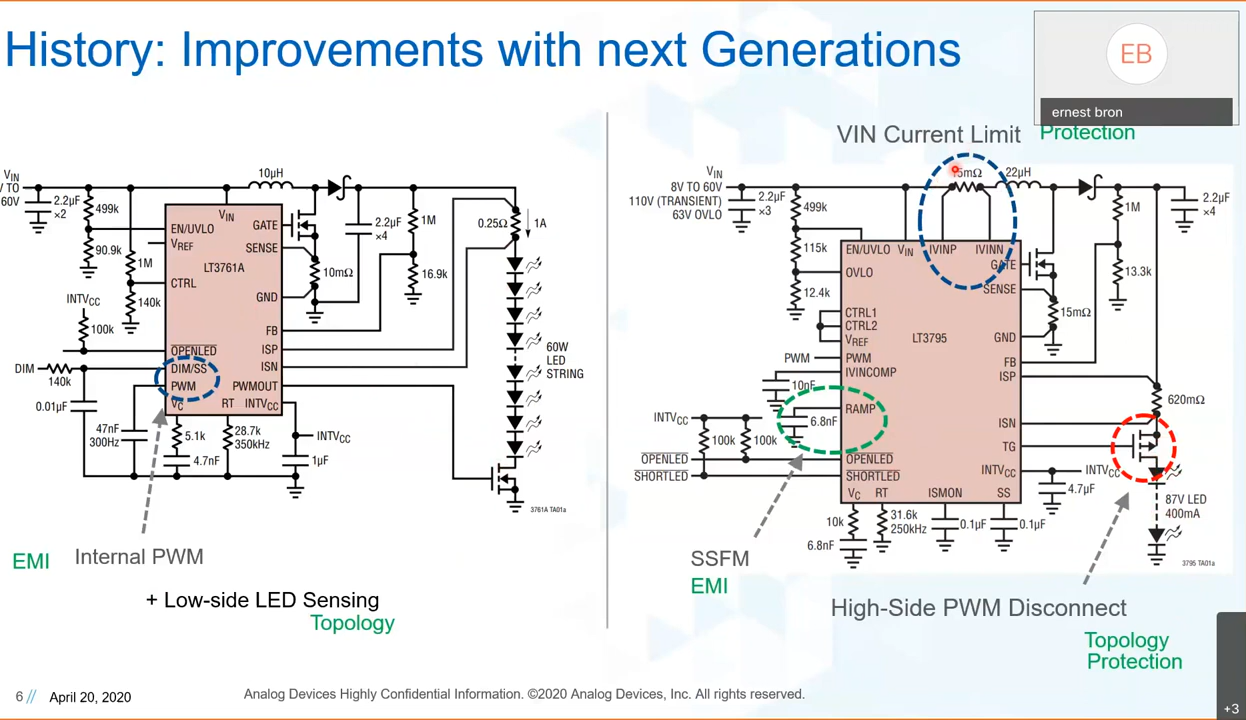 History: Improvements with next Generations
EB
ernest bron
VIN Current Limit
Protection
VIN
V TO
60V
2.2µF
×2
499k
90.9k
1M
140k
INTVCC
100k
DIM
140k
0.01µF
47nF
300Hz
5.1k
4.7nF
28.7k
350kHz
INTVCC
1µF
10µH
VIN
EN/UVLO
VREF
LT3761A
CTRL
OPENLED
DIM/SS
PWM
VC
RT
INTVCC
GATE
SENSE
GND
FB
ISP
ISN
PWMOUT
10mΩ
2.2µF
×4
1M
16.9k
0.25Ω
1A
60W
LED
STRING
3761A TA01a
EMI
Internal PWM
+ Low-side LED Sensing
Topology
VIN
8V TO 60V
110V (TRANSIENT)
63V OVLO
2.2µF
×3
499k
115k
12.4k
15mΩ
22µH
EN/UVLO
VIN
IVINP
IVINN
GATE
OVLO
SENSE
CTRL1
CTRL2
VREF
LT3795
GND
PWM
PWM
FB
IVINCOMP
ISP
10nF
RAMP
6.8nF
ISN
INTVCC
100k
100k
TG
OPENLED
OPENLED
INTVCC
INTVCC
SHORTLED
SHORTLED
VC
RT
ISMON
SS
10k
6.8nF
31.6k
250kHz
0.1µF
0.1µF
4.7µF
15mΩ
1M
13.3k
2.2µF
×4
620mΩ
87V LED
400mA
3795 TA01a
SSFM
EMI
High-Side PWM Disconnect
Topology
Protection
6 // April 20, 2020
Analog Devices Highly Confidential Information. ©2020 Analog Devices, Inc. All rights reserved.
+3